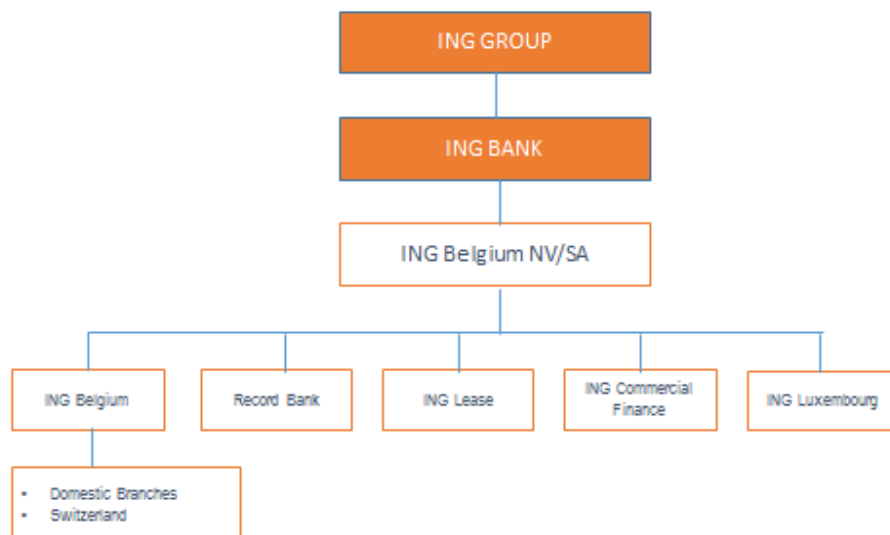 ING GROUP
ING BANK
ING Belgium NV/SA
ING Belgium
Record Bank
ING Lease
ING Commercial
Finance
ING Luxembourg
▪ Domestic Branches
▪ Switzerland